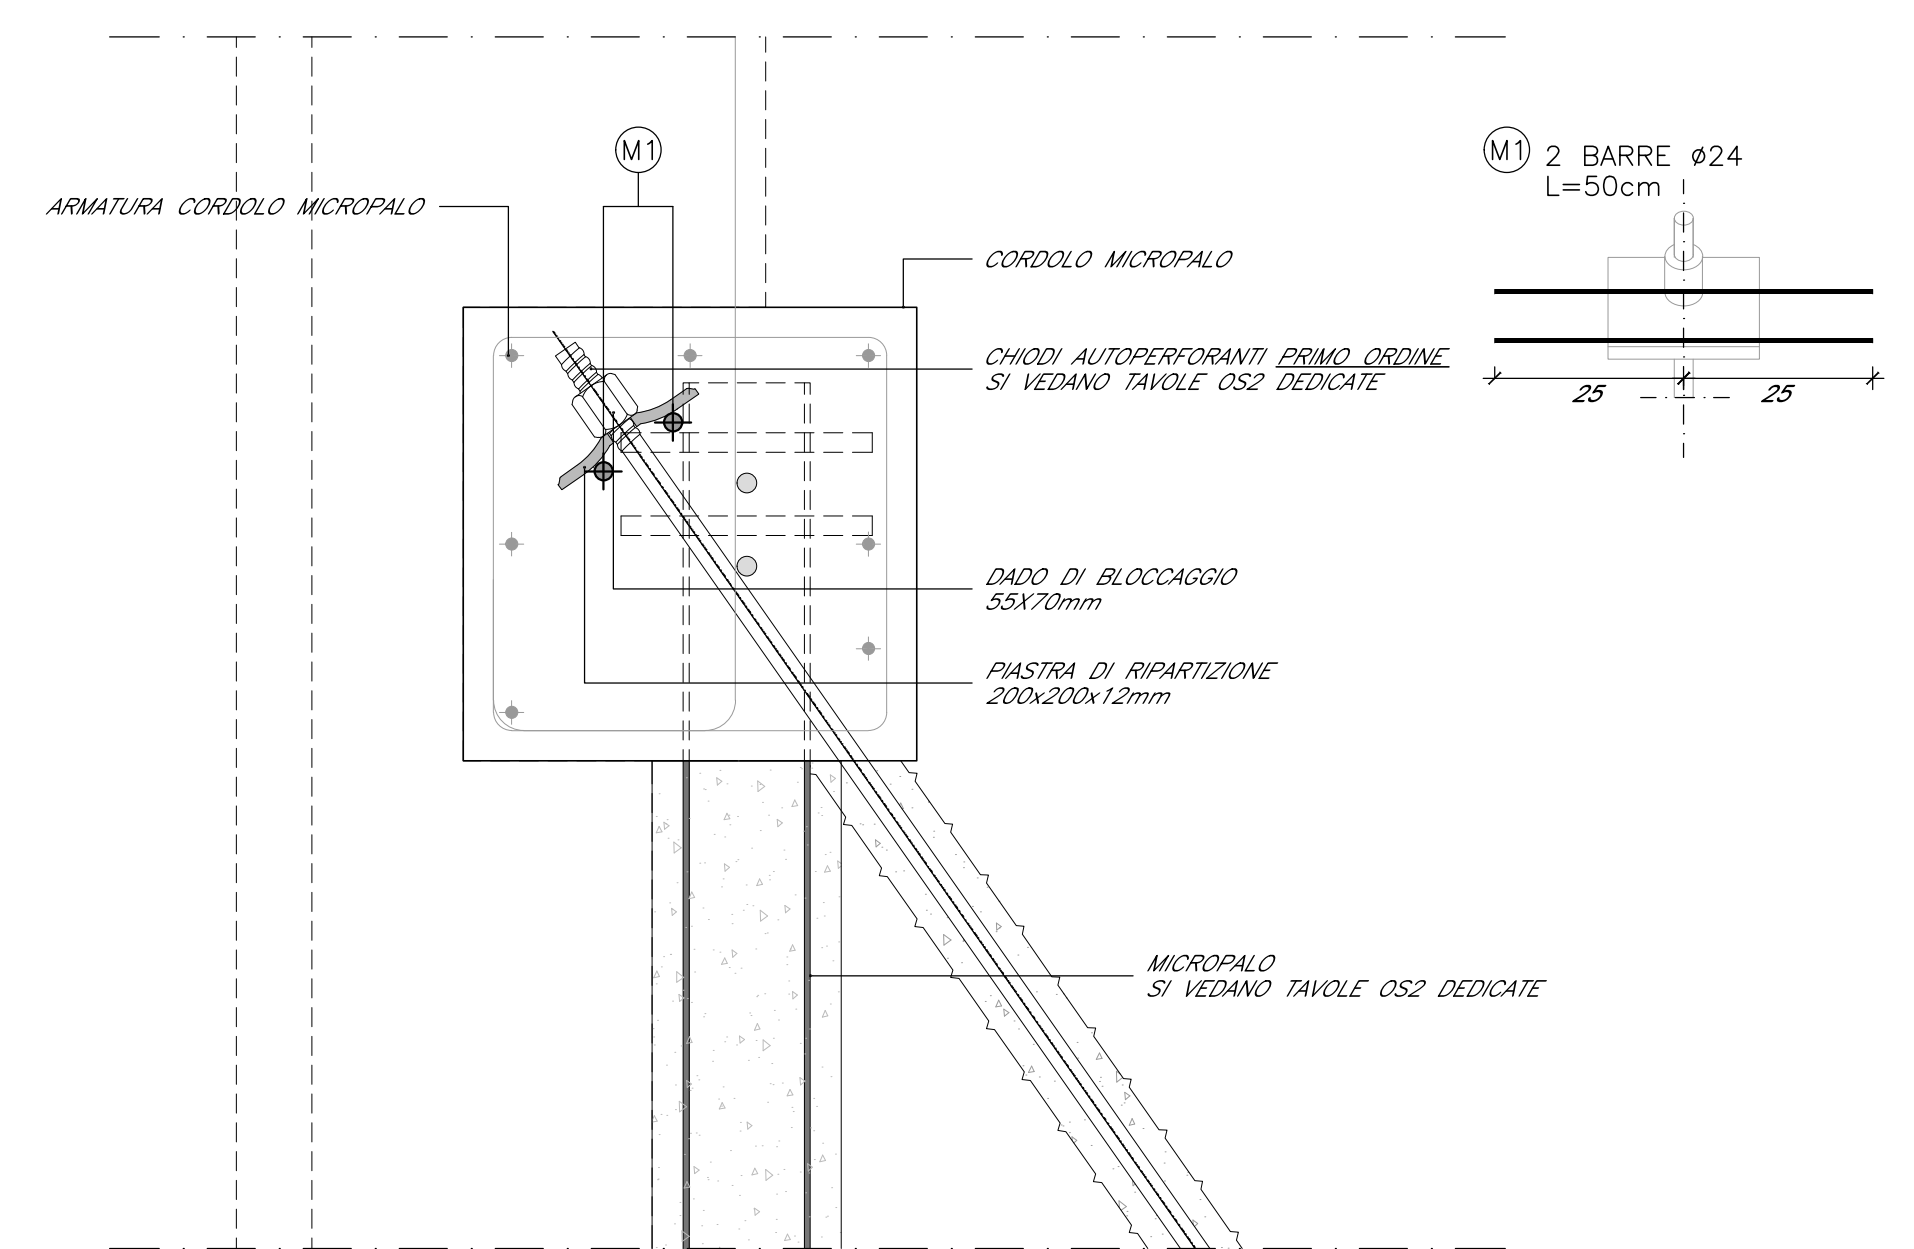 M1
M1
2 BARRE ø24
L=50cm
ARMATURA CORDOLO MICROPALO
CORDOLO MICROPALO
CHIODI AUTOPERFORANTI PRIMO ORDINE
SI VEDANO TAVOLE OS2 DEDICATE
25
25
DADO DI BLOCCAGGIO
55X70mm
PIASTRA DI RIPARTIZIONE
200x200x12mm
MICROPALO
SI VEDANO TAVOLE OS2 DEDICATE